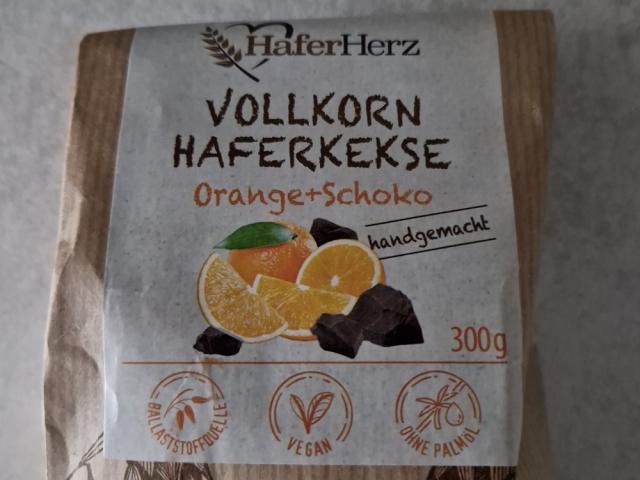 HaferHerz
VOLLKORN
HAFERKEKSE
Orange+Schoko
handgemacht
300g
BALLASTSTOFFQUELLE
VEGAN
OHNE PALMÖL